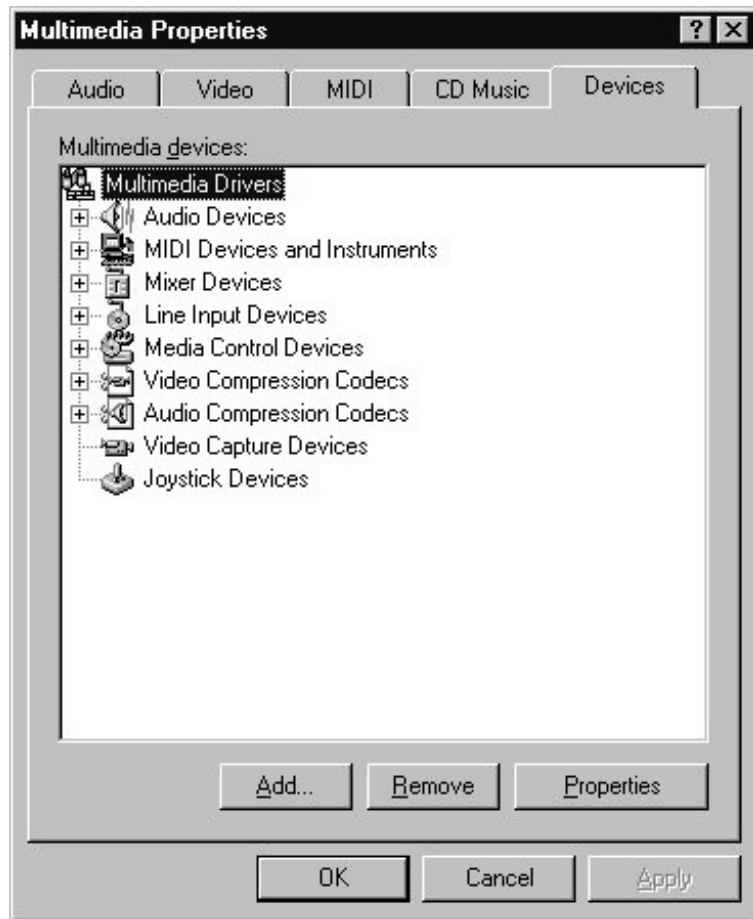 Multimedia Properties
Audio Video MIDI CD Music Devices
Multimedia devices:
Multimedia Drivers
Audio Devices
MIDI Devices and Instruments
Mixer Devices
Line Input Devices
Media Control Devices
Video Compression Codecs
Audio Compression Codecs
Video Capture Devices
Joystick Devices
Add... Remove Properties
OK Cancel Apply